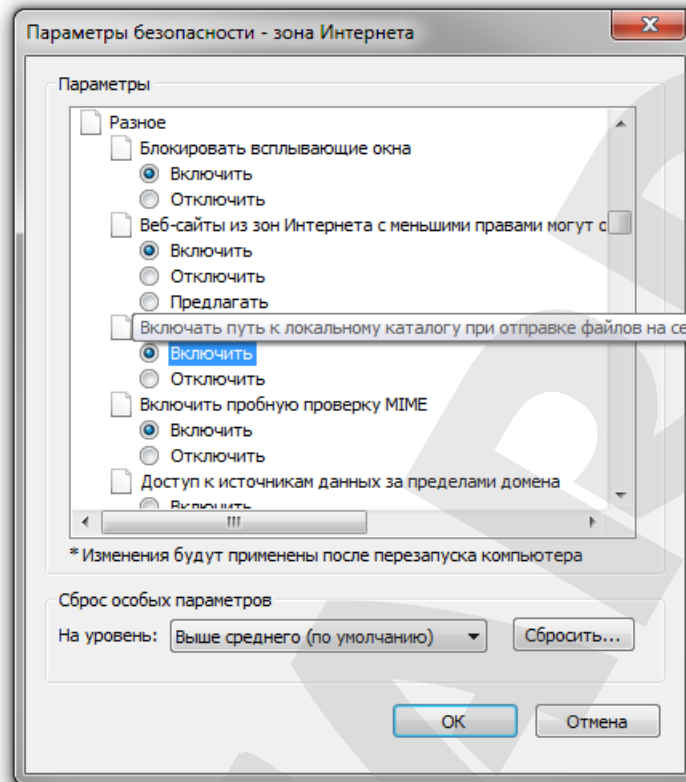 Параметры безопасности - зона Интернета
Параметры
Разное
Блокировать всплывающие окна
Включить
Отключить
Веб-сайты из зон Интернета с меньшими правами могут о
Включить
Отключить
Предлагать
Включать путь к локальному каталогу при отправке файлов на се
Включить
Отключить
Включить пробную проверку MIME
Включить
Отключить
Доступ к источникам данных за пределами домена
Включить
* Изменения будут применены после перезапуска компьютера
Сброс особых параметров
На уровень: Выше среднего (по умолчанию) Сбросить...
ОК Отмена